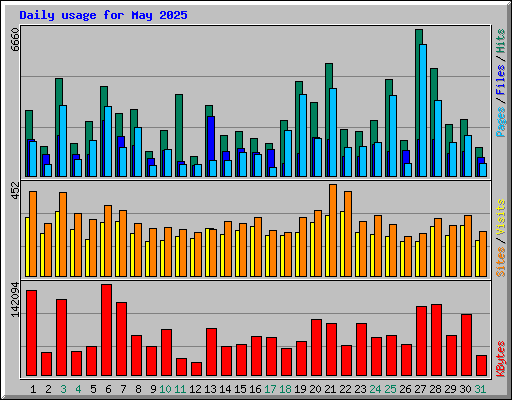 Daily usage for May 2025
6660
Pages / Files / Hits
452
Sites / Visits
142094
KBytes
1 2 3 4 5 6 7 8 9 10 11 12 13 14 15 16 17 18 19 20 21 22 23 24 25 26 27 28 29 30 31